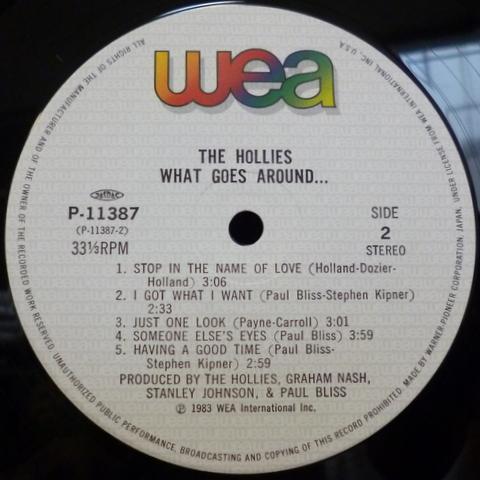 wea
THE HOLLIES
WHAT GOES AROUND...
JASRAC
P-11387
(P-11387-2)
33⅓RPM
SIDE
2
STEREO
1. STOP IN THE NAME OF LOVE (Holland-Dozier-
Holland) 3:06
2. I GOT WHAT I WANT (Paul Bliss-Stephen Kipner)
2:33
3. JUST ONE LOOK (Payne-Carroll) 3:01
4. SOMEONE ELSE'S EYES (Paul Bliss) 3:59
5. HAVING A GOOD TIME (Paul Bliss-
Stephen Kipner) 2:59
PRODUCED BY THE HOLLIES, GRAHAM NASH,
STANLEY JOHNSON, & PAUL BLISS
℗ 1983 WEA International Inc.
ALL RIGHTS OF THE MANUFACTURER AND OF THE OWNER OF THE RECORDED WORK RESERVED. UNAUTHORIZED PUBLIC PERFORMANCE, BROADCASTING AND COPYING OF THIS RECORD PROHIBITED. MADE BY WARNER-PIONEER CORPORATION, JAPAN, UNDER LICENSE FROM WEA INTERNATIONAL INC., U.S.A.